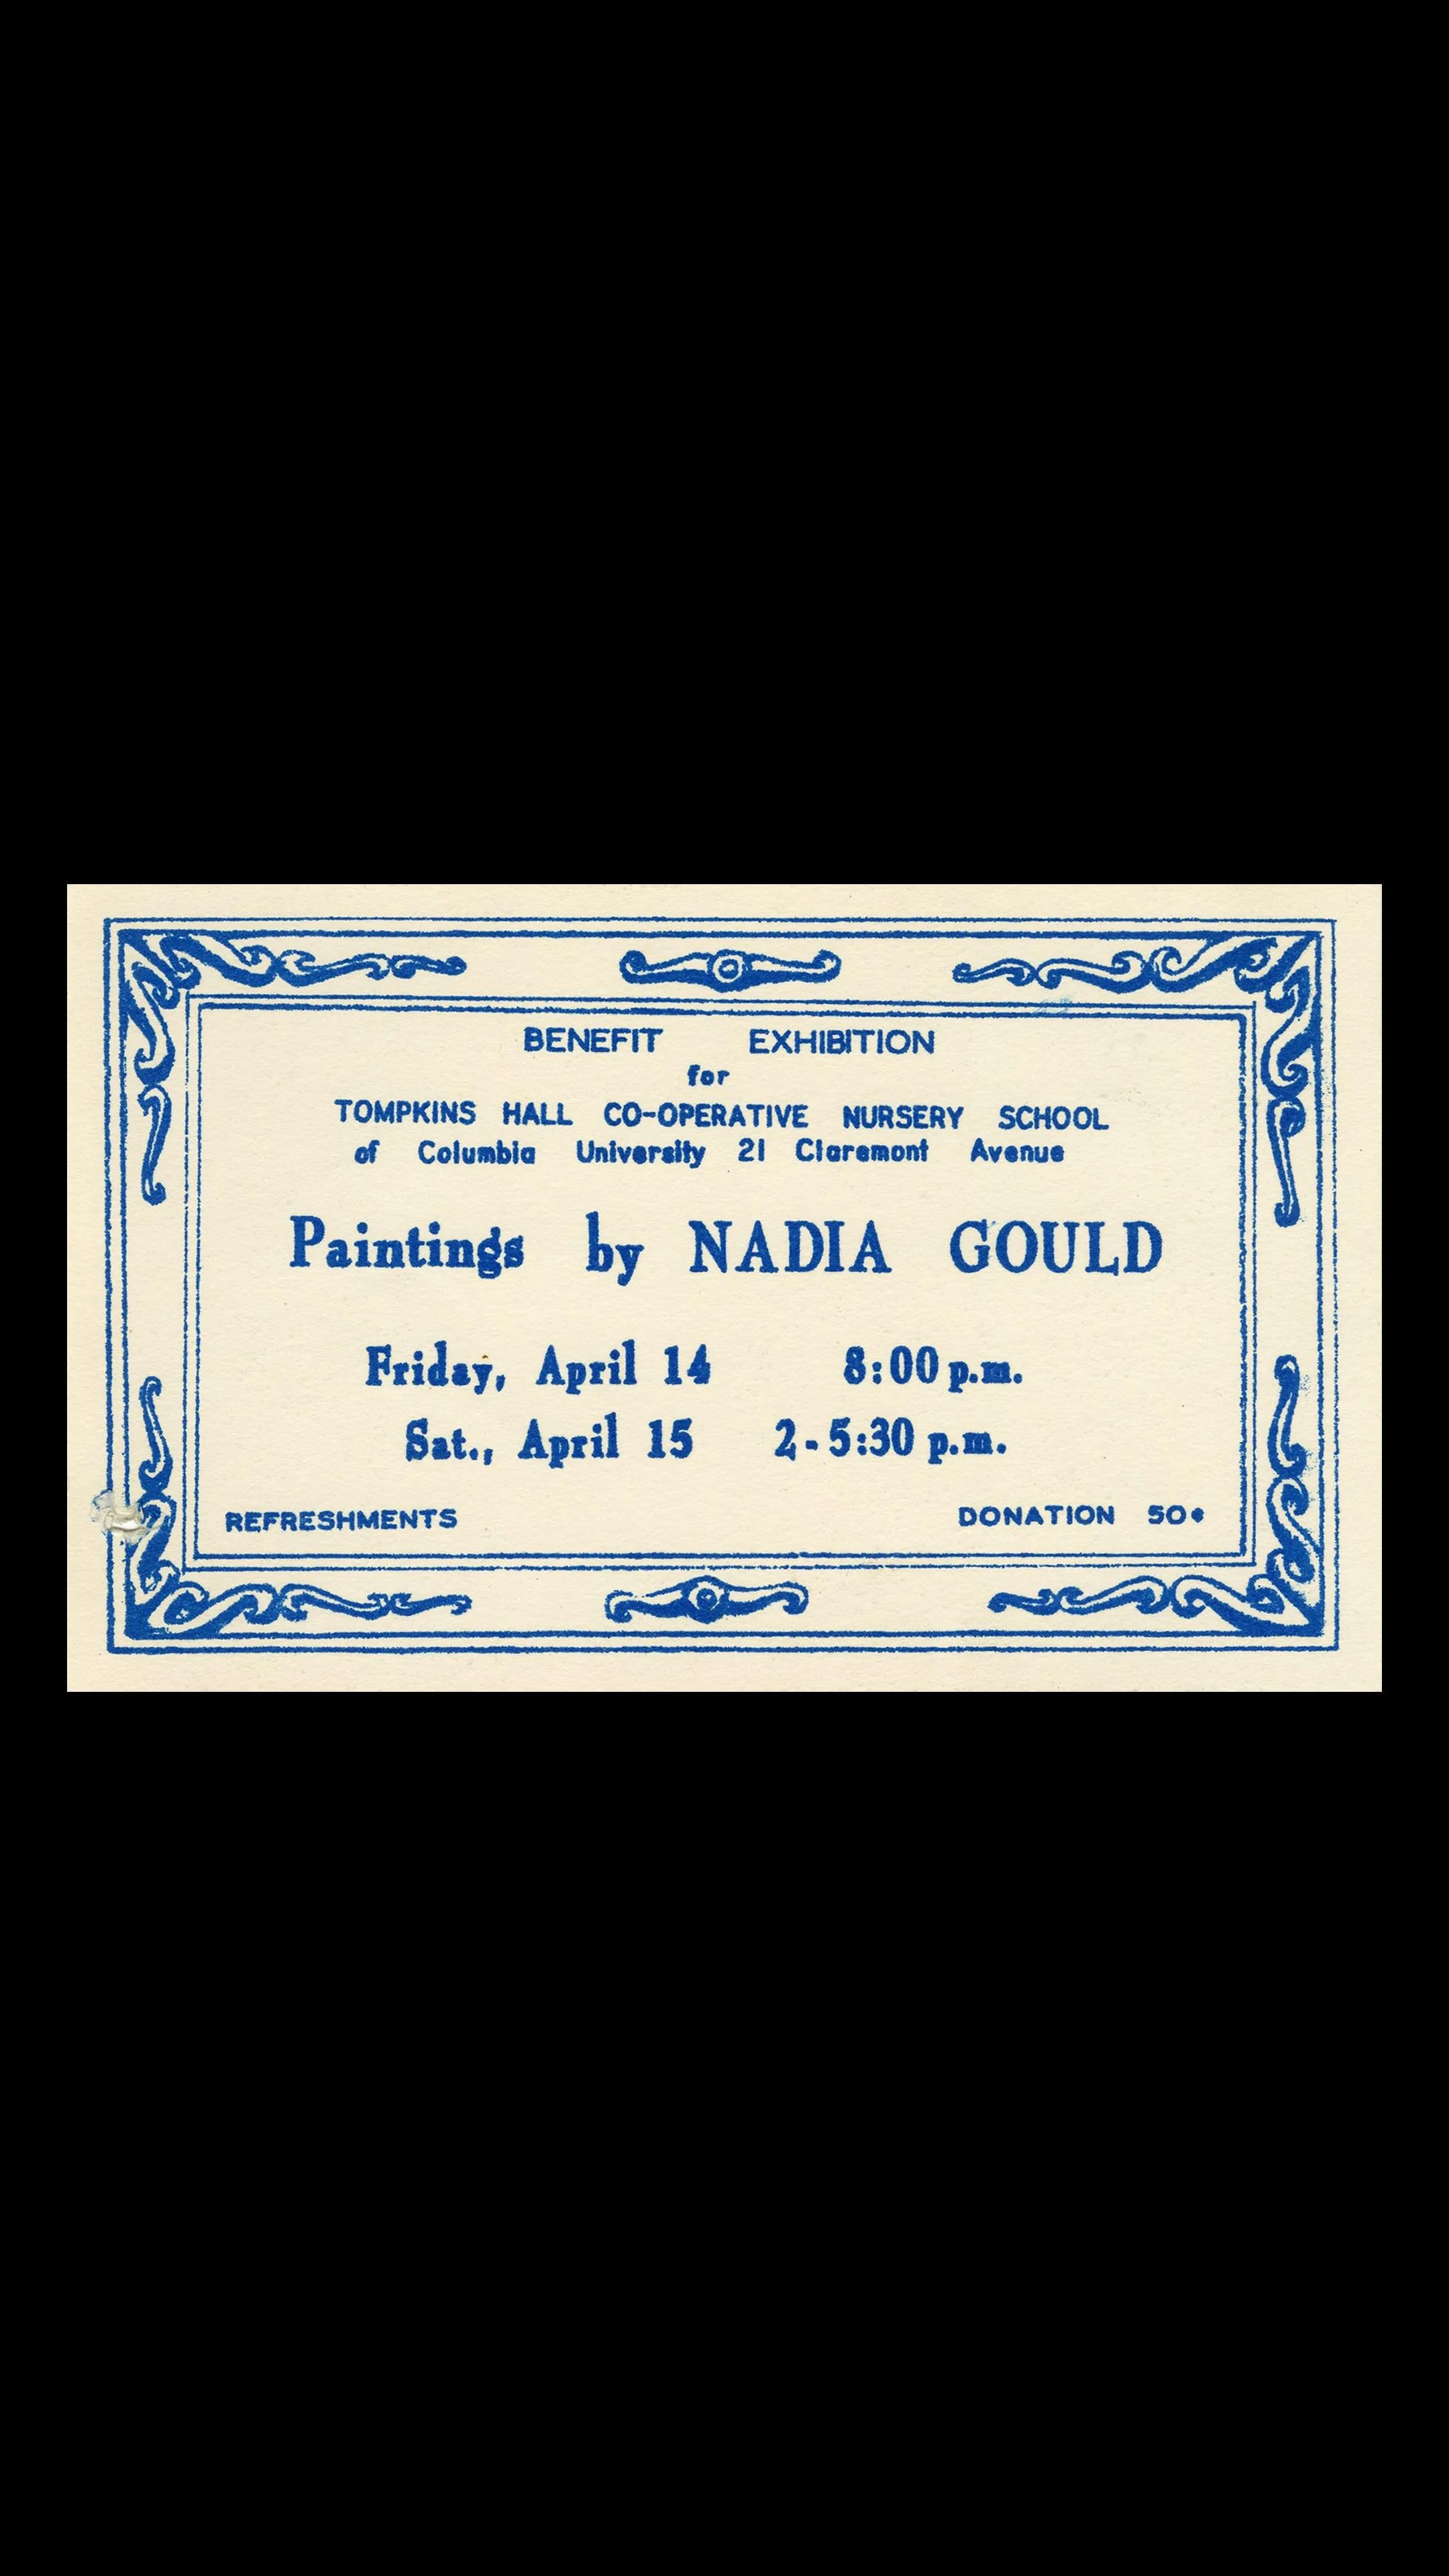 BENEFIT EXHIBITION
for
TOMPKINS HALL CO-OPERATIVE NURSERY SCHOOL
of Columbia University 21 Claremont Avenue
Paintings by NADIA GOULD
Friday, April 14 8:00 p.m.
Sat., April 15 2-5:30 p.m.
REFRESHMENTS DONATION 50¢